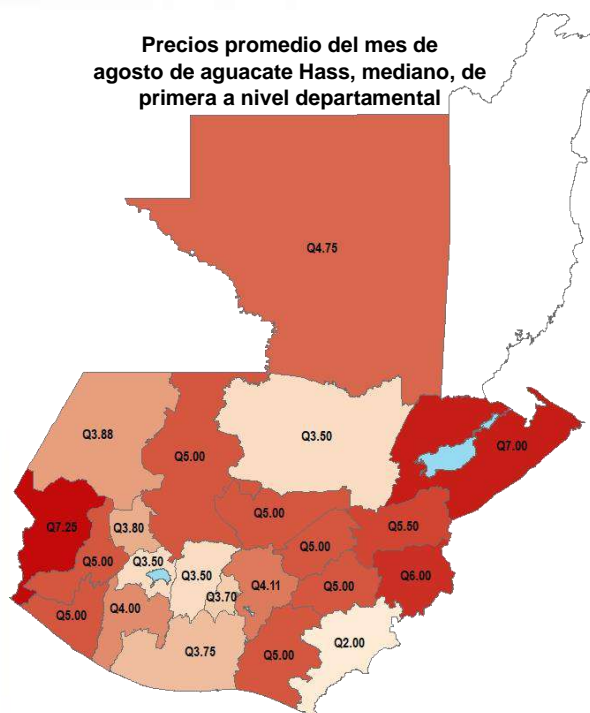 Precios promedio del mes de
agosto de aguacate Hass, mediano, de
primera a nivel departamental
Q4.75
Q3.88
Q5.00
Q3.50
Q7.00
Q7.25
Q3.80
Q5.00
Q5.50
Q5.00
Q5.00
Q3.50
Q3.50
Q4.11
Q5.00
Q6.00
Q3.70
Q5.00
Q4.00
Q3.75
Q5.00
Q2.00